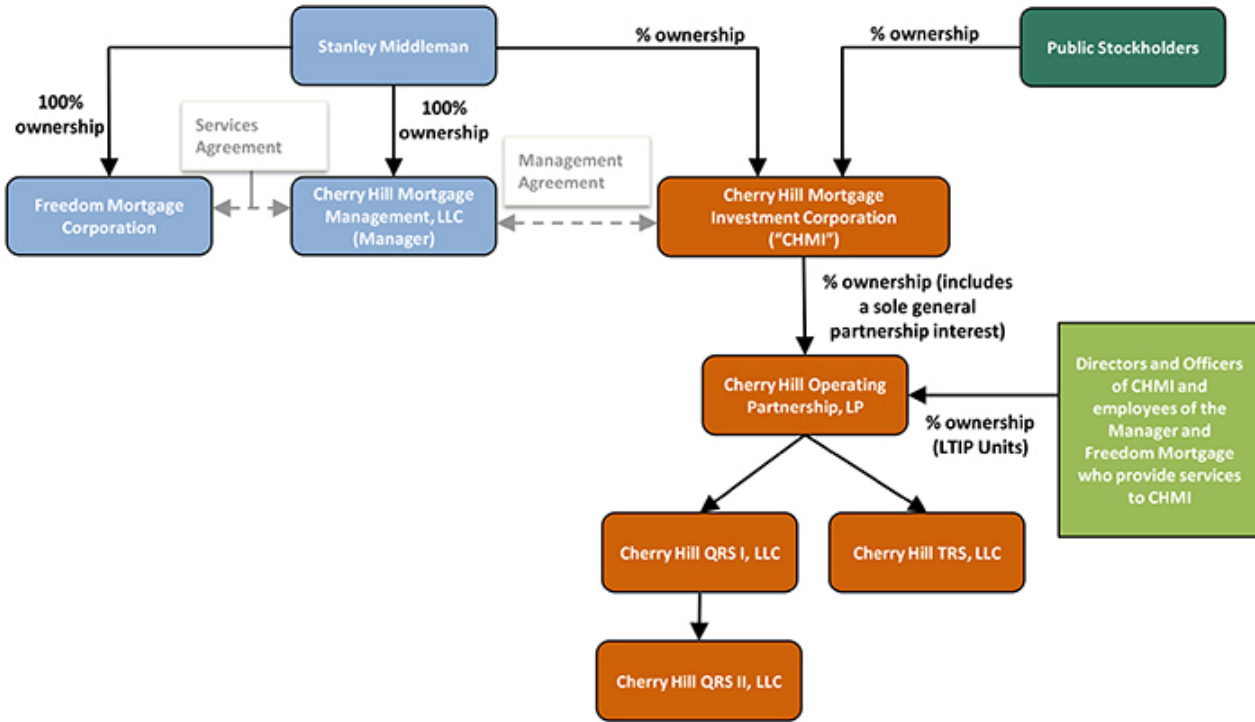 Stanley Middleman
% ownership
% ownership
Public Stockholders
100%
ownership
Services
Agreement
100%
ownership
Management
Agreement
Freedom Mortgage
Corporation
Cherry Hill Mortgage
Management, LLC
(Manager)
Cherry Hill Mortgage
Investment Corporation
(“CHMI”)
% ownership (includes
a sole general
partnership interest)
Cherry Hill Operating
Partnership, LP
% ownership
(LTIP Units)
Directors and Officers
of CHMI and
employees of the
Manager and
Freedom Mortgage
who provide services
to CHMI
Cherry Hill QRS I, LLC
Cherry Hill TRS, LLC
Cherry Hill QRS II, LLC